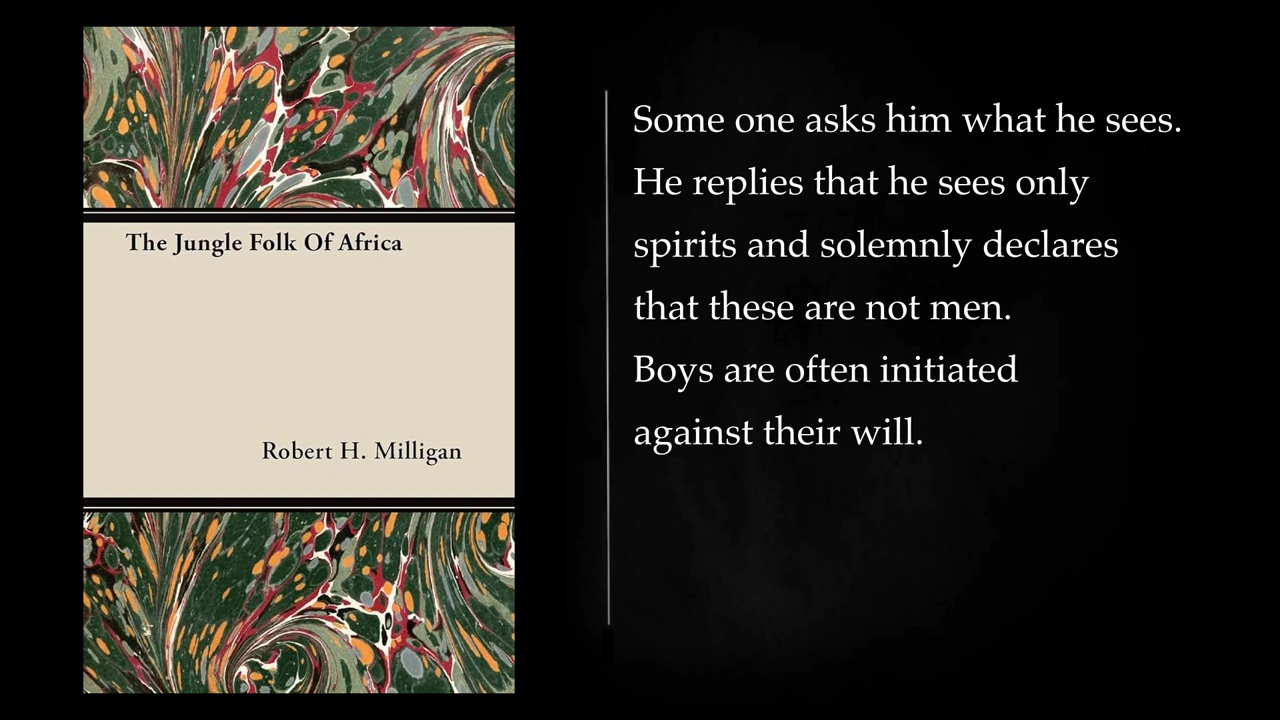 The Jungle Folk Of Africa
Robert H. Milligan
Some one asks him what he sees.
He replies that he sees only
spirits and solemnly declares
that these are not men.
Boys are often initiated
against their will.